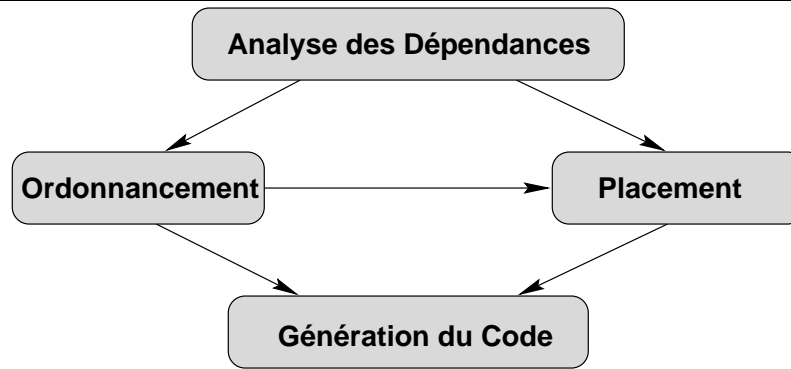 Analyse des Dépendances
Ordonnancement
Placement
Génération du Code